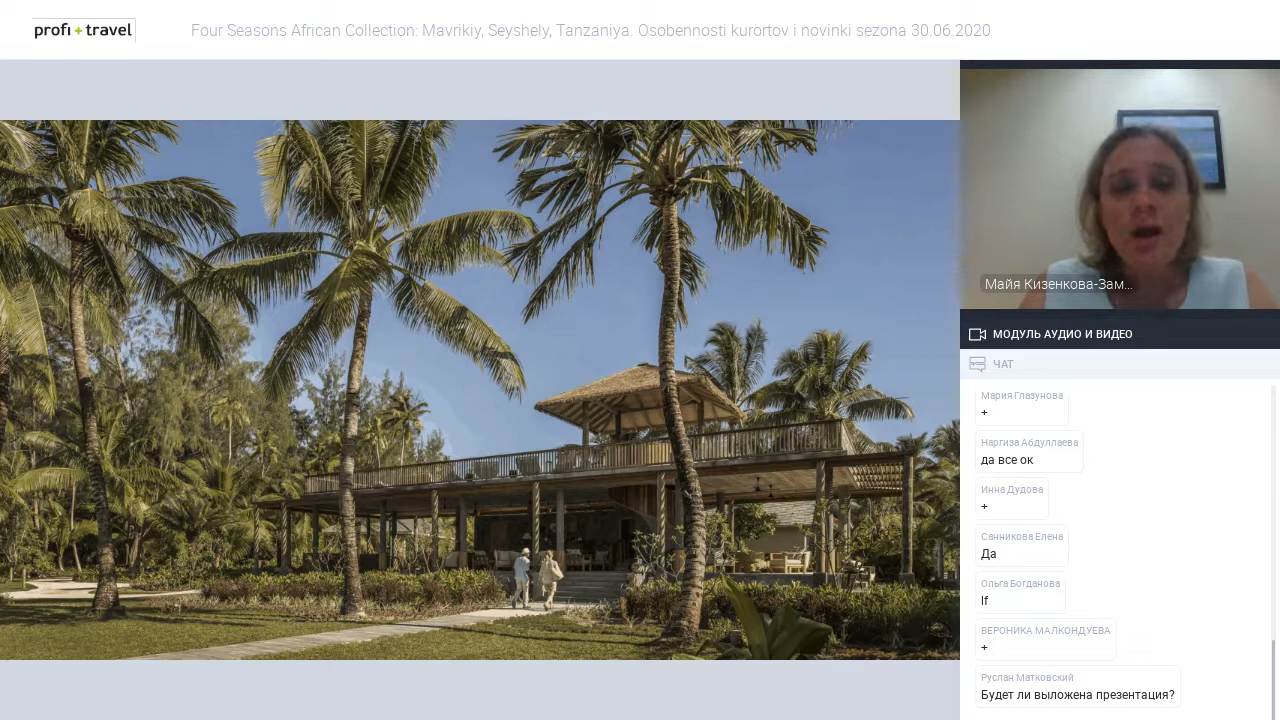 profi+travel
Four Seasons African Collection: Mavrikiy, Seyshely, Tanzaniya. Osobennosti kurortov i novinki sezona 30.06.2020
Майя Кизенкова-Зам...
МОДУЛЬ АУДИО И ВИДЕО
ЧАТ
Мария Глазунова
+
Наргиза Абдуллаева
да все ок
Инна Дудова
+
Санникова Елена
Да
Ольга Богданова
lf
ВЕРОНИКА МАЛКОНДУЕВА
+
Руслан Матковский
Будет ли выложена презентация?